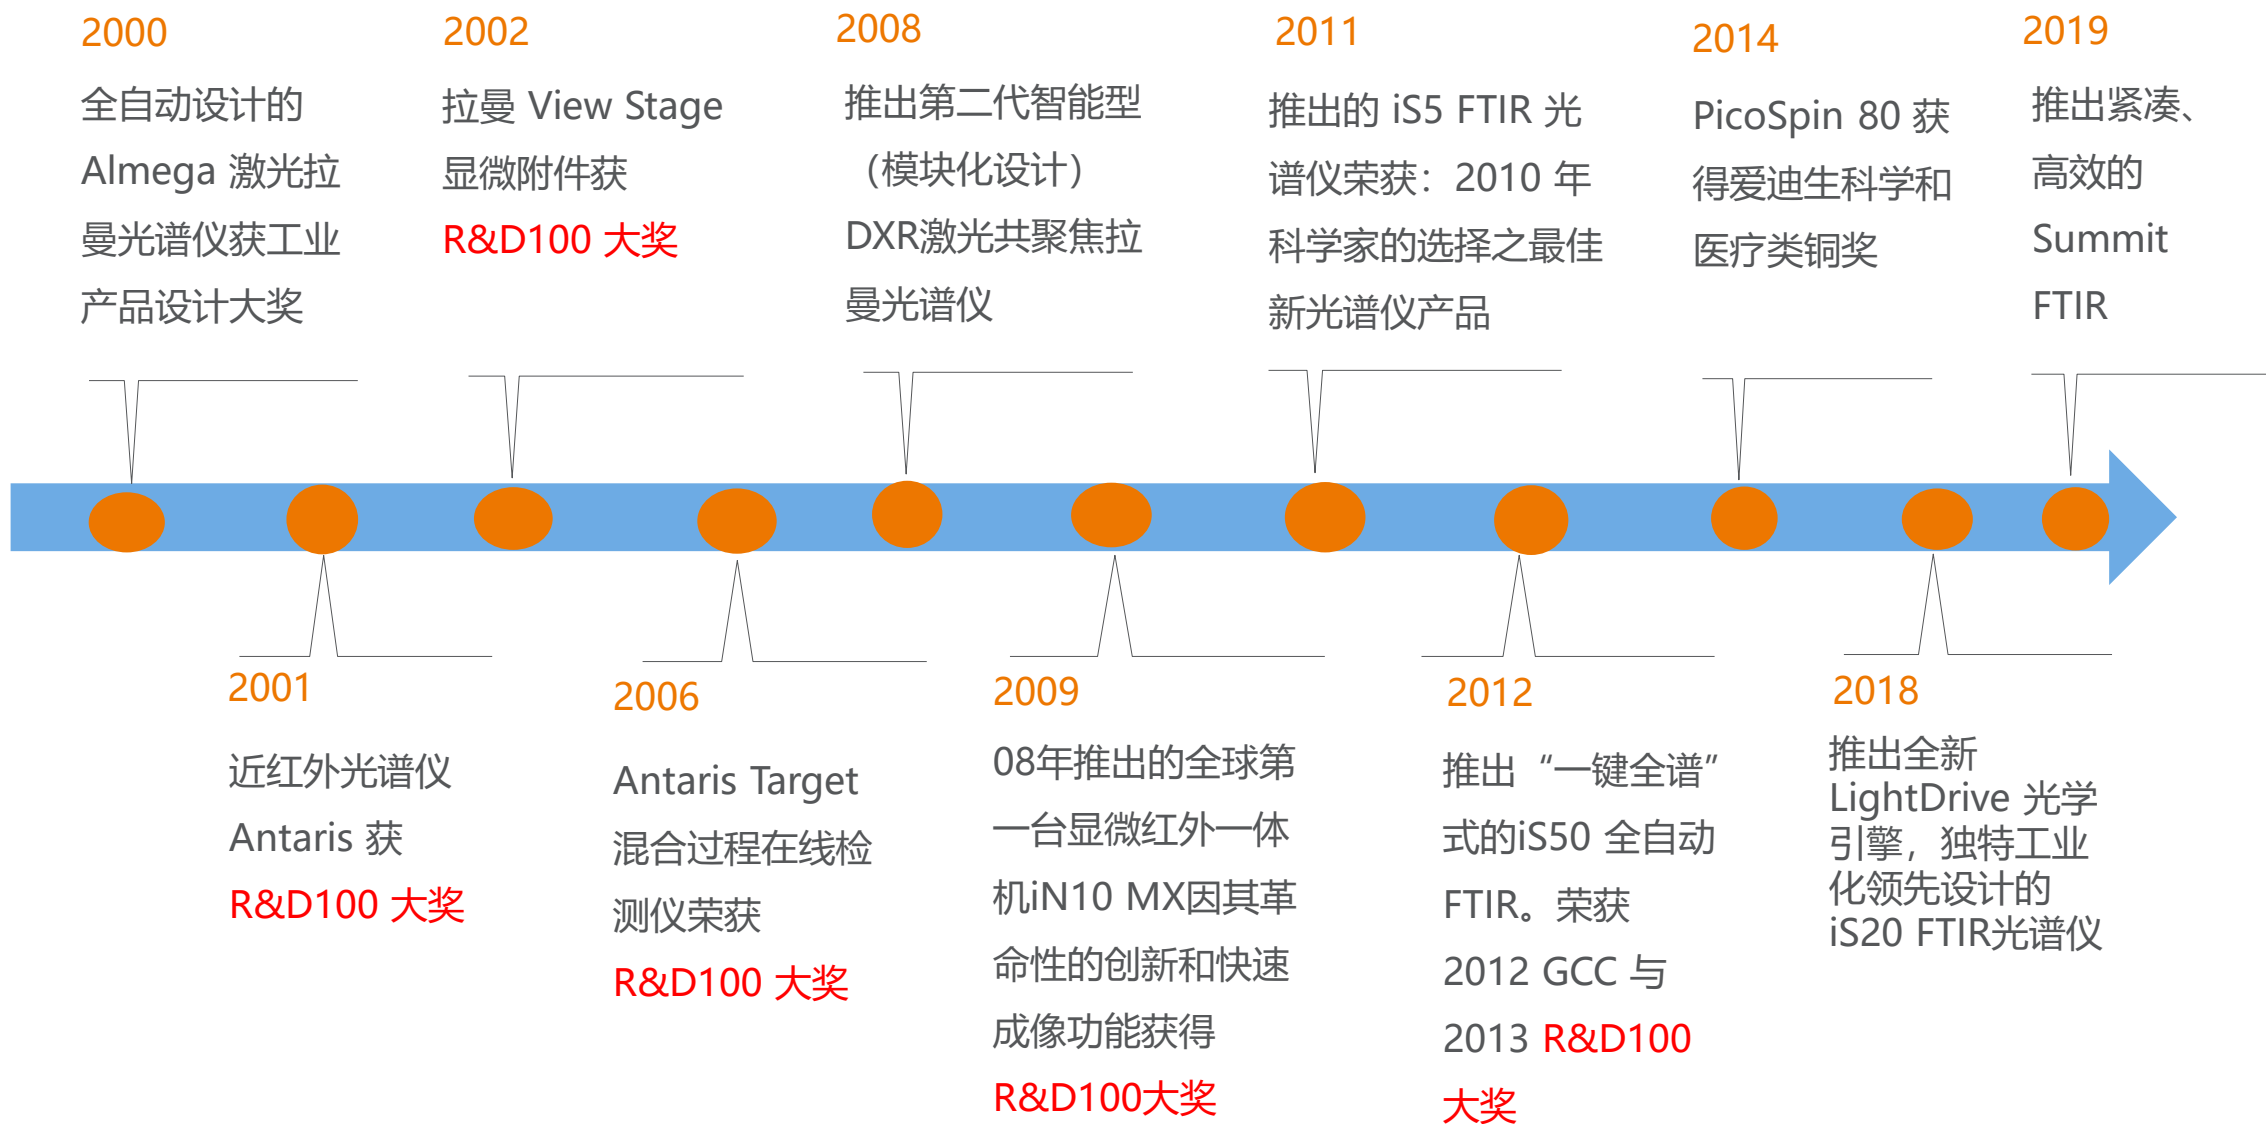 2000
全自动设计的
Almega 激光拉
曼光谱仪获工业
产品设计大奖
2002
拉曼 View Stage
显微附件获
R&D100 大奖
2008
推出第二代智能型
（模块化设计）
DXR激光共聚焦拉
曼光谱仪
2011
推出的 iS5 FTIR 光
谱仪荣获：2010 年
科学家的选择之最佳
新光谱仪产品
2014
PicoSpin 80 获
得爱迪生科学和
医疗类铜奖
2019
推出紧凑、
高效的
Summit
FTIR
2001
近红外光谱仪
Antaris 获
R&D100 大奖
2006
Antaris Target
混合过程在线检
测仪荣获
R&D100 大奖
2009
08年推出的全球第
一台显微红外一体
机iN10 MX因其革
命性的创新和快速
成像功能获得
R&D100大奖
2012
推出“一键全谱”
式的iS50 全自动
FTIR。荣获
2012 GCC 与
2013 R&D100
大奖
2018
推出全新
LightDrive 光学
引擎，独特工业
化领先设计的
iS20 FTIR光谱仪